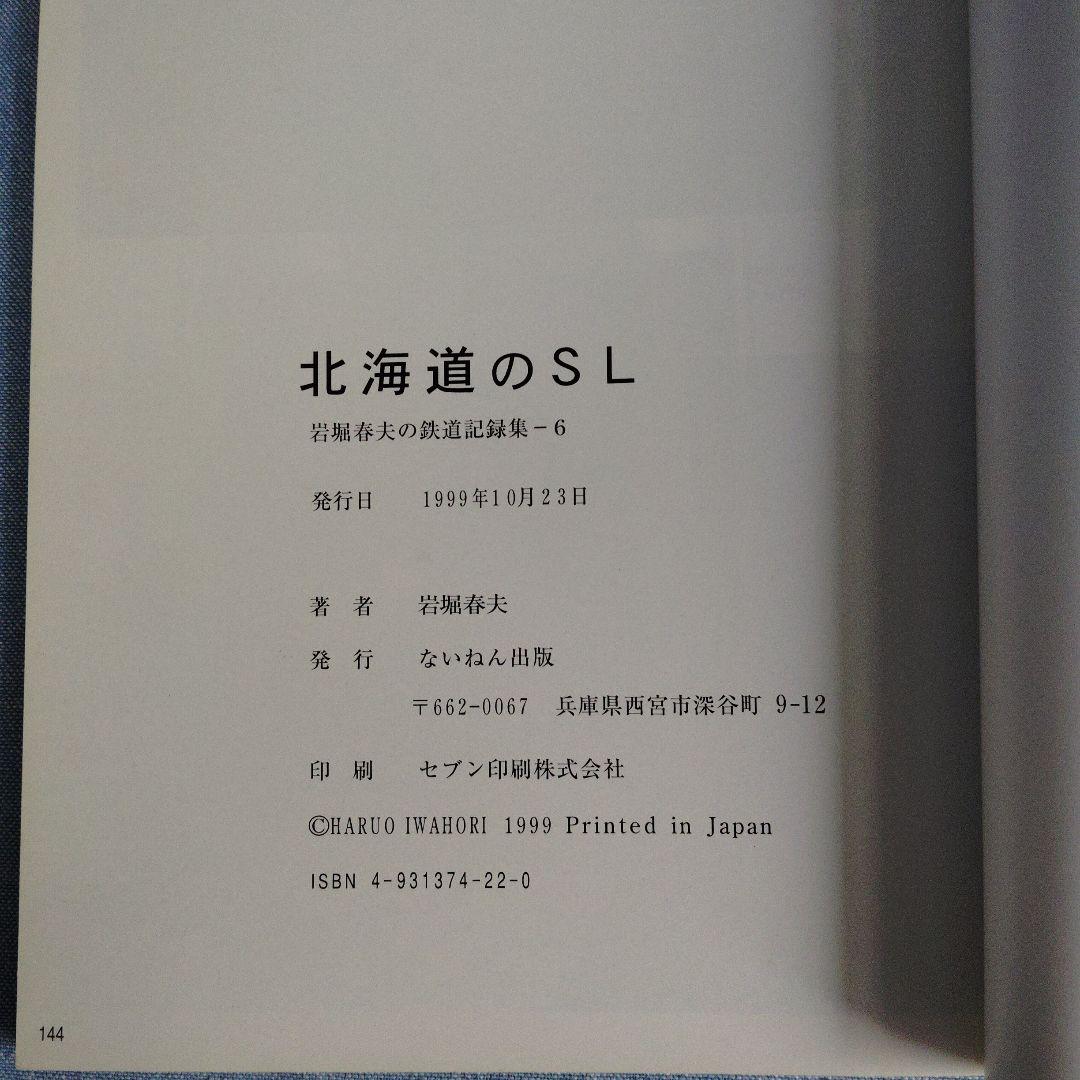 北海道のSL
岩堀春夫の鉄道記録集－6
発行日　1999年10月23日
著　者　岩堀春夫
発　行　ないねん出版
〒662-0067　兵庫県西宮市深谷町 9-12
印　刷　セブン印刷株式会社
©HARUO IWAHORI 1999 Printed in Japan
ISBN 4-931374-22-0
144